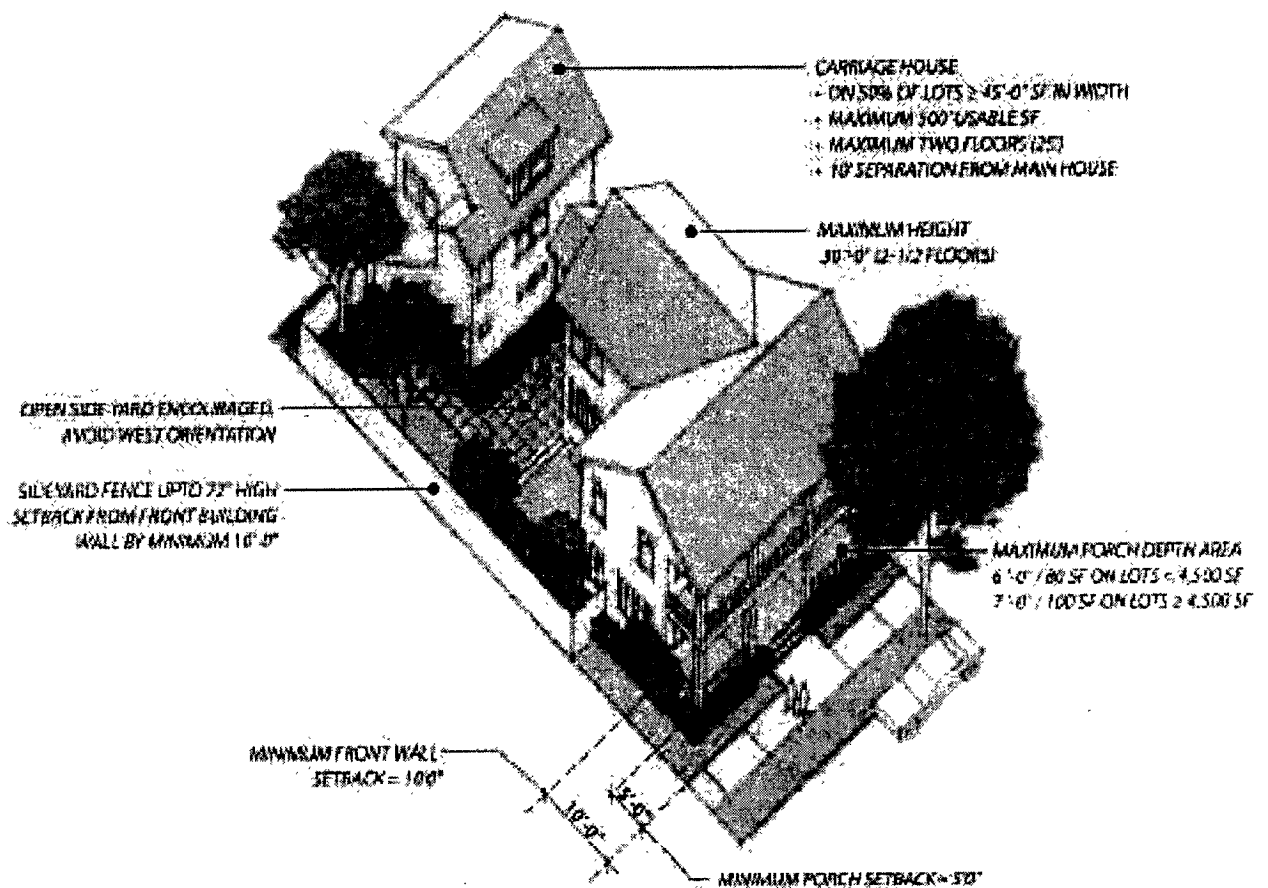 CARRIAGE HOUSE
+ ON 50% OF LOTS ≥ 45'-0" SF IN WIDTH
+ MAXIMUM 500 USABLE SF
+ MAXIMUM TWO FLOORS (25')
+ 10' SEPARATION FROM MAIN HOUSE
MAXIMUM HEIGHT
30'-0" (2-1/2 FLOORS)
OPEN SIDE YARD ENCOURAGED,
AVOID WEST ORIENTATION
SIDE YARD FENCE UPTO 72" HIGH
SETBACK FROM FRONT BUILDING
WALL BY MINIMUM 10'-0"
MAXIMUM PORCH DEPTH AREA
6'-0" / 80 SF ON LOTS < 4,500 SF
7'-0" / 100 SF ON LOTS ≥ 4,500 SF
MINIMUM FRONT WALL
SETBACK = 10'0"
10'-0"
5'-0"
MINIMUM PORCH SETBACK = 5'0"